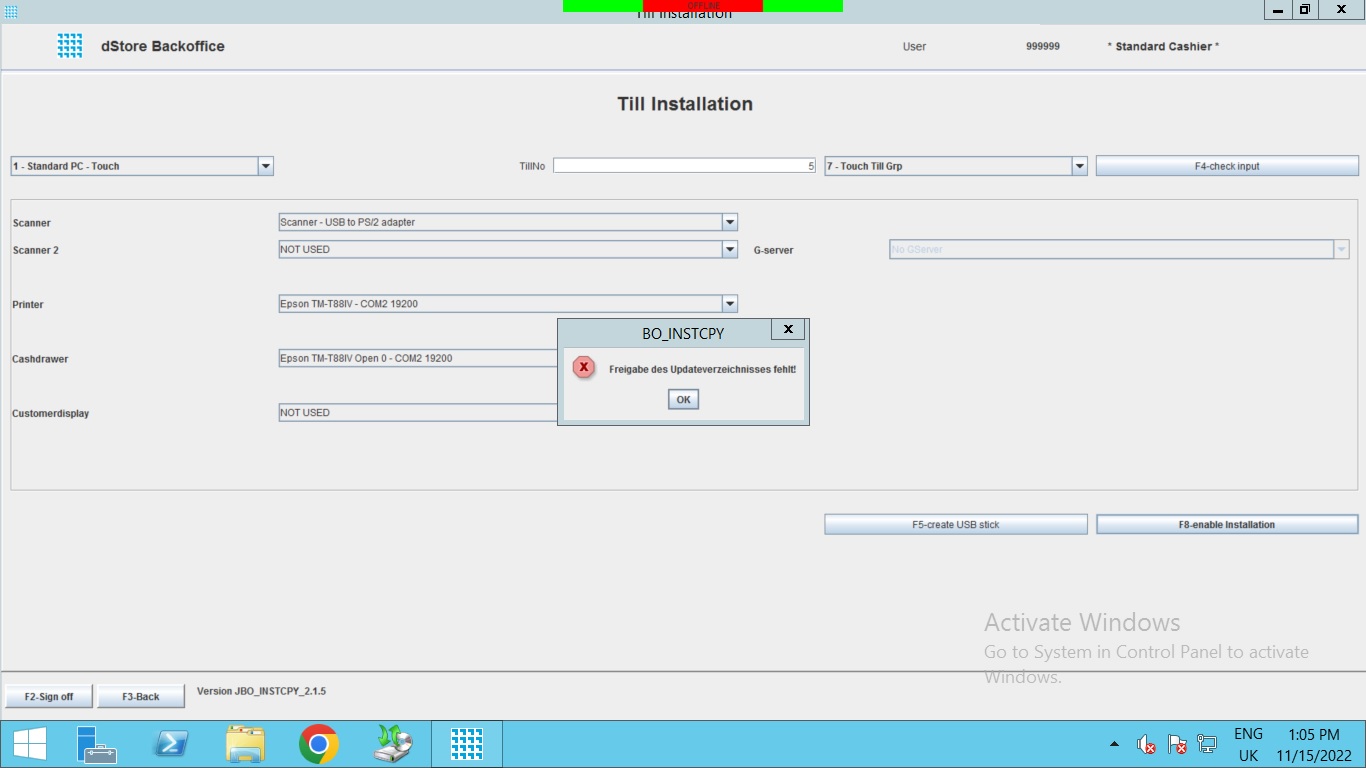 OFFLINE
Till Installation
dStore Backoffice
User
999999
* Standard Cashier *
Till Installation
1 - Standard PC - Touch
TillNo
5
7 - Touch Till Grp
F4-check input
Scanner
Scanner - USB to PS/2 adapter
Scanner 2
NOT USED
G-server
No GServer
Printer
Epson TM-T88IV - COM2 19200
BO_INSTCPY
Cashdrawer
Epson TM-T88IV Open 0 - COM2 19200
Freigabe des Updateverzeichnisses fehlt!
OK
Customerdisplay
NOT USED
F5-create USB stick
F8-enable Installation
Activate Windows
Go to System in Control Panel to activate
Windows.
F2-Sign off
F3-Back
Version JBO_INSTCPY_2.1.5
ENG
UK
1:05 PM
11/15/2022